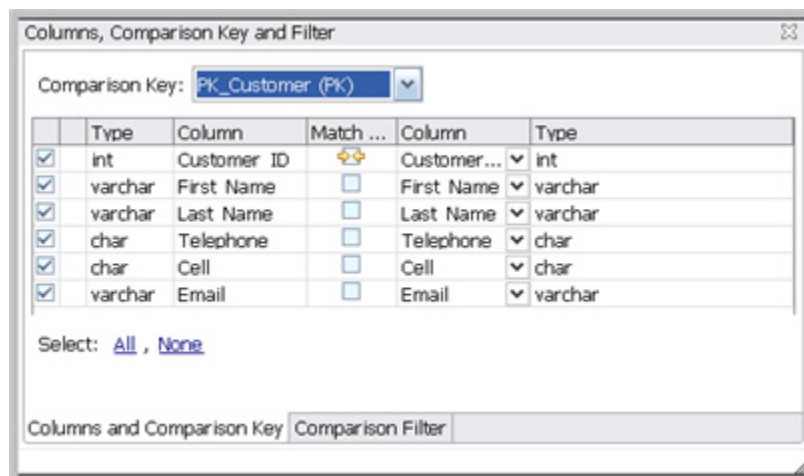 Columns, Comparison Key and Filter
Comparison Key: PK_Customer (PK)
Type Column Match ... Column Type
int Customer ID Customer... int
varchar First Name First Name varchar
varchar Last Name Last Name varchar
char Telephone Telephone char
char Cell Cell char
varchar Email Email varchar
Select: All , None
Columns and Comparison Key Comparison Filter